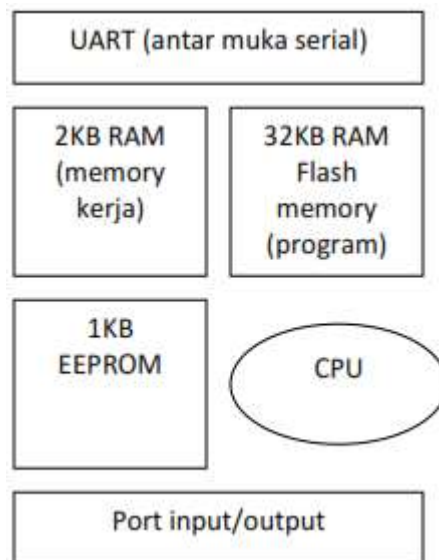 UART (antar muka serial)
2KB RAM
(memory
kerja)
32KB RAM
Flash
memory
(program)
1KB
EEPROM
CPU
Port input/output